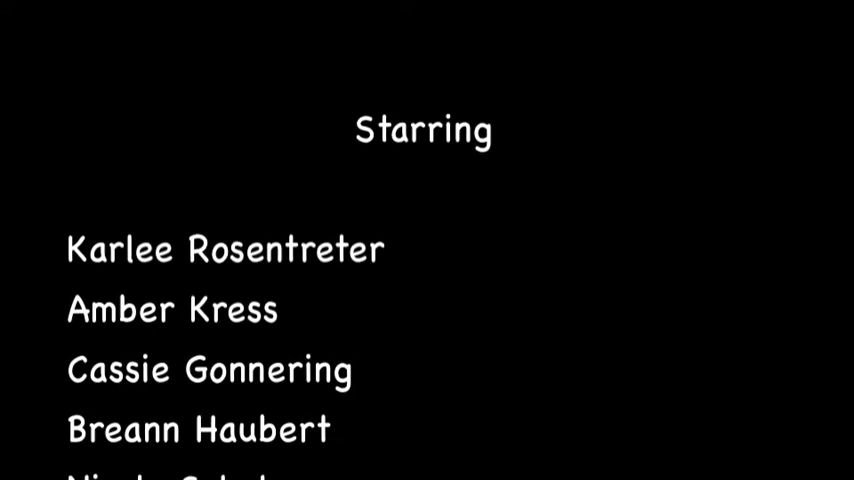 Starring
Karlee Rosentreter
Amber Kress
Cassie Gonnering
Breann Haubert